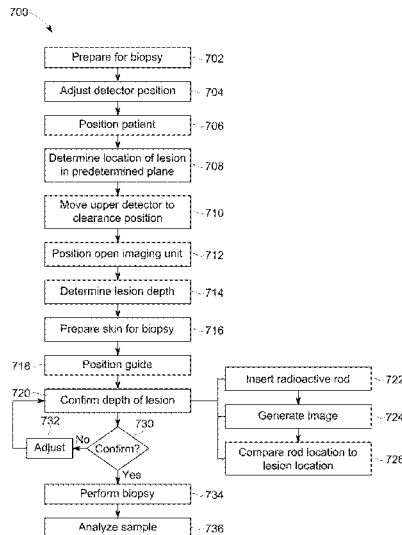 700
Prepare for biopsy
702
Adjust detector position
704
Position patient
706
Determine location of lesion
in predetermined plane
708
Move upper detector to
clearance position
710
Position open imaging unit
712
Determine lesion depth
714
Prepare skin for biopsy
716
718
Position guide
720
Confirm depth of lesion
722
Insert radioactive rod
724
Generate image
726
Compare rod location to
lesion location
732
Adjust
No
730
Confirm?
Yes
Perform biopsy
734
Analyze sample
736